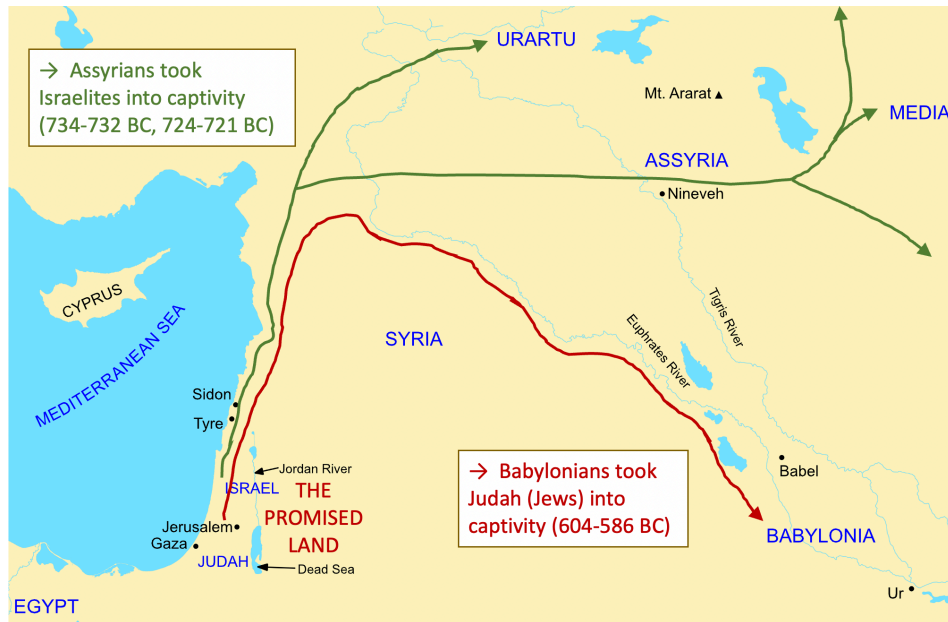 URARTU
→ Assyrians took
Israelites into captivity
(734-732 BC, 724-721 BC)
Mt. Ararat ▲
MEDIA
ASSYRIA
Nineveh
CYPRUS
MEDITERRANEAN SEA
SYRIA
Tigris River
Euphrates River
Sidon
Tyre
Jordan River
ISRAEL
THE
PROMISED
LAND
→ Babylonians took
Judah (Jews) into
captivity (604-586 BC)
Babel
Jerusalem
Gaza
JUDAH
Dead Sea
BABYLONIA
Ur
EGYPT